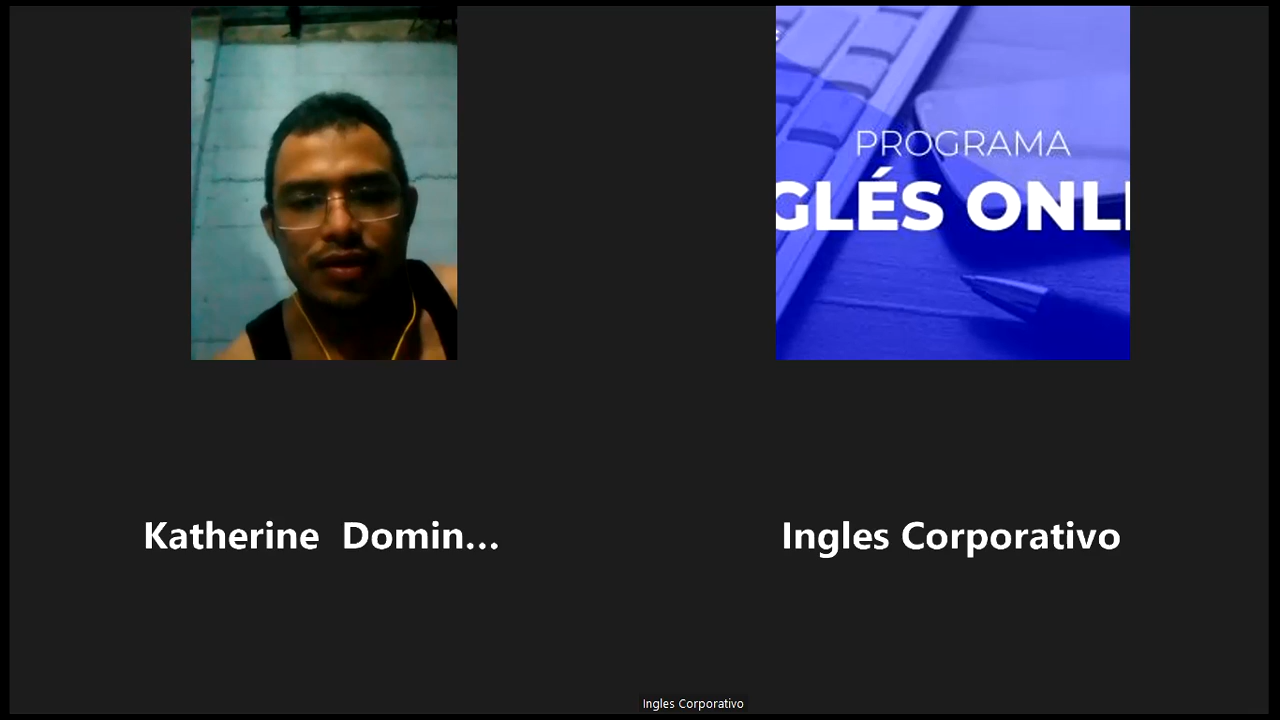 PROGRAMA
GLÉS ONLI
Katherine Domin...
Ingles Corporativo
Ingles Corporativo